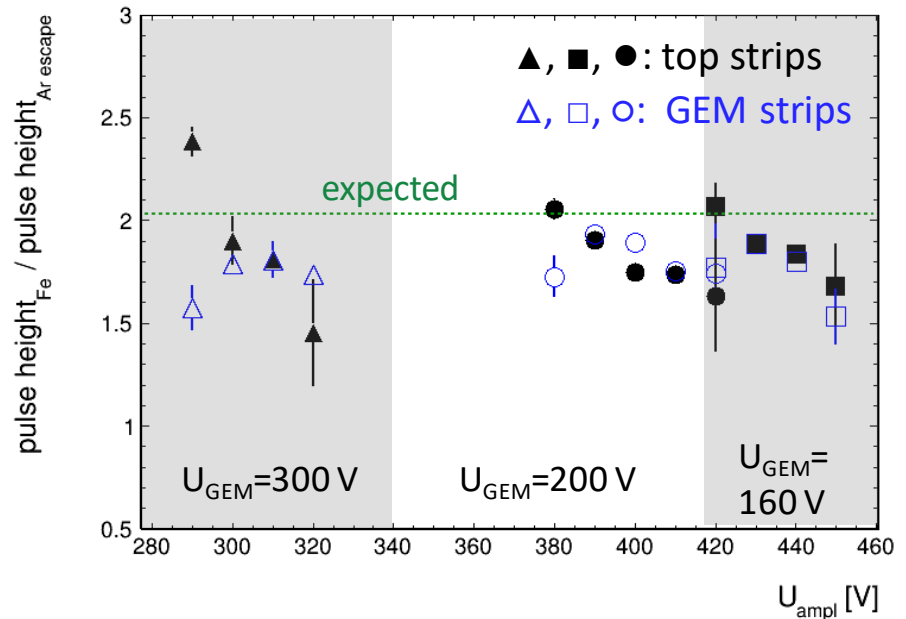 pulse height_Fe / pulse height_Ar escape
3
2.5
2
1.5
1
0.5
▲, ■, ●: top strips
△, □, ○: GEM strips
expected
U_GEM=300 V
U_GEM=200 V
U_GEM=
160 V
280 300 320 340 360 380 400 420 440 460
U_ampl [V]